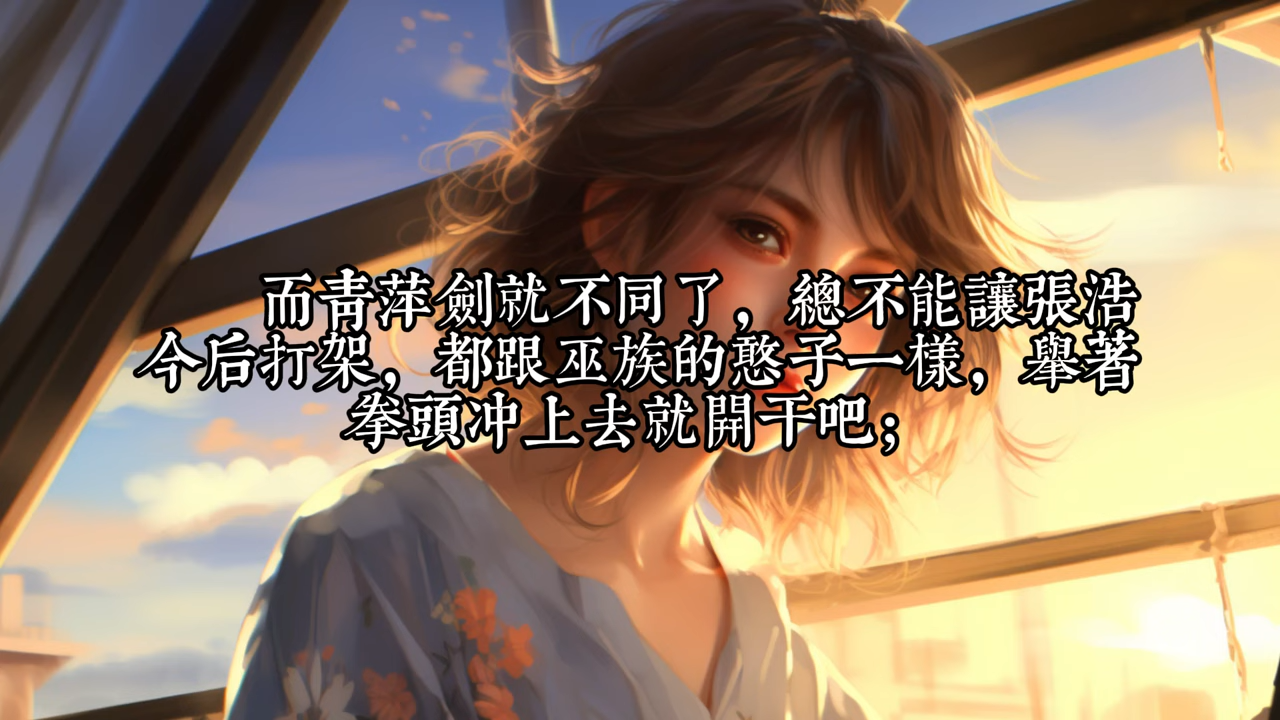 而青萍劍就不同了，總不能讓張浩
今后打架，都跟巫族的憨子一樣，舉著
拳頭冲上去就開干吧；